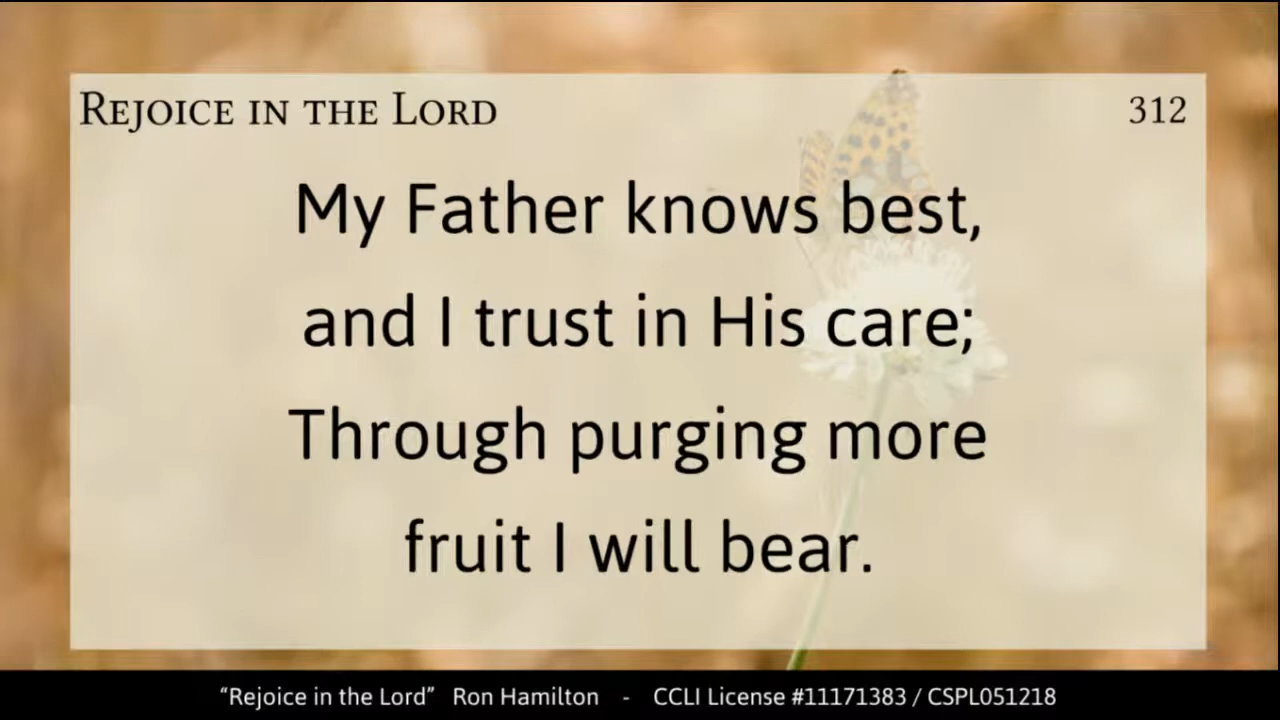 Rejoice in the Lord 312
My Father knows best,
and I trust in His care;
Through purging more
fruit I will bear.
“Rejoice in the Lord” Ron Hamilton - CCLI License #11171383 / CSPL051218